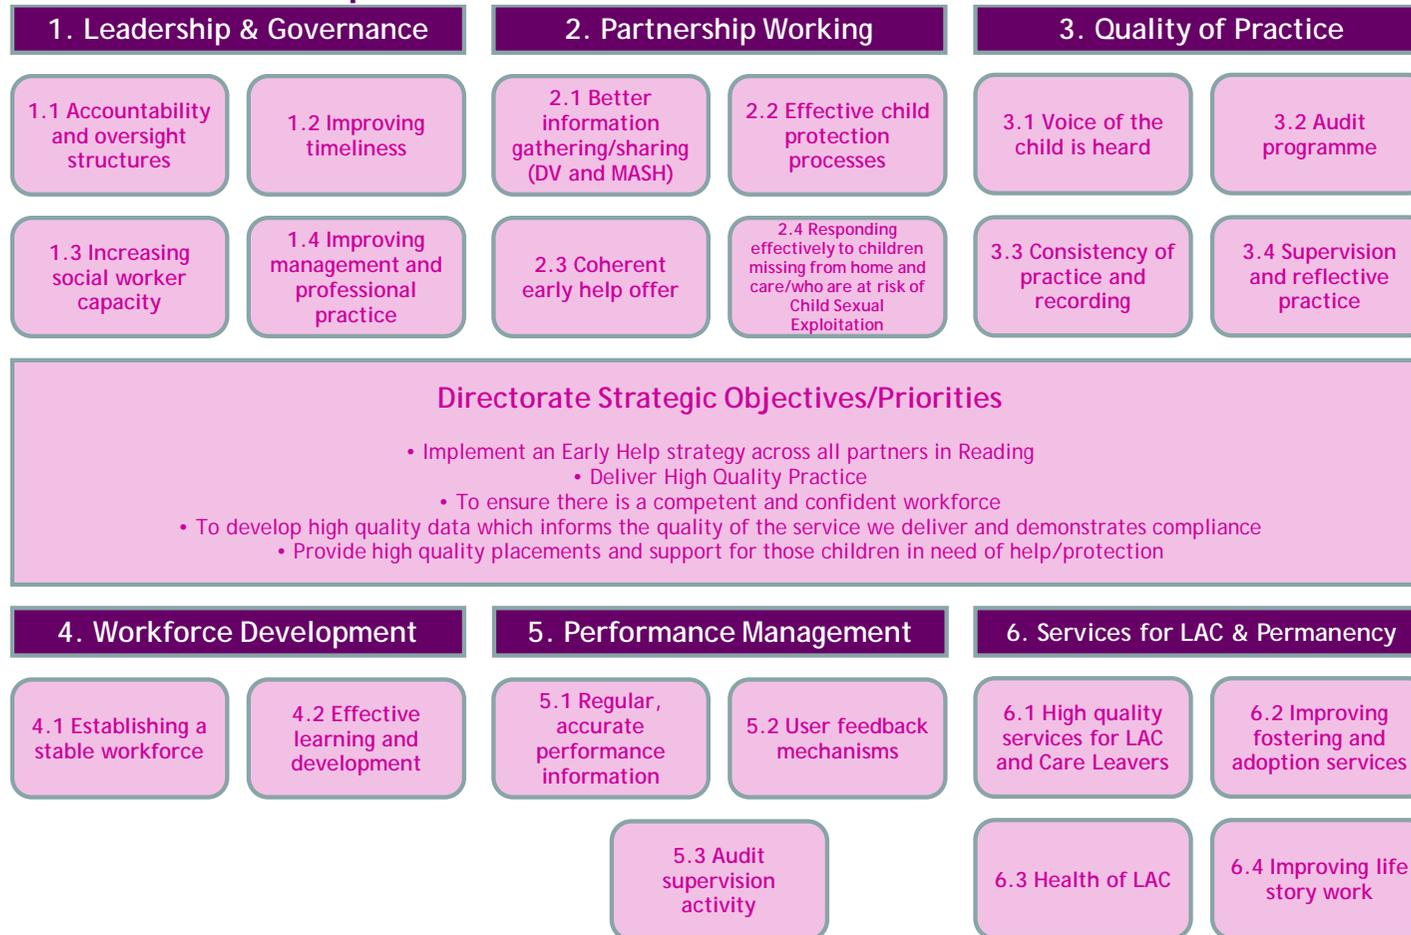 1. Leadership & Governance
2. Partnership Working
3. Quality of Practice
1.1 Accountability
and oversight
structures
1.2 Improving
timeliness
2.1 Better
information
gathering/sharing
(DV and MASH)
2.2 Effective child
protection
processes
3.1 Voice of the
child is heard
3.2 Audit
programme
1.3 Increasing
social worker
capacity
1.4 Improving
management and
professional
practice
2.3 Coherent
early help offer
2.4 Responding
effectively to children
missing from home and
care/who are at risk of
Child Sexual
Exploitation
3.3 Consistency of
practice and
recording
3.4 Supervision
and reflective
practice
Directorate Strategic Objectives/Priorities
• Implement an Early Help strategy across all partners in Reading
• Deliver High Quality Practice
• To ensure there is a competent and confident workforce
• To develop high quality data which informs the quality of the service we deliver and demonstrates compliance
• Provide high quality placements and support for those children in need of help/protection
4. Workforce Development
5. Performance Management
6. Services for LAC & Permanency
4.1 Establishing a
stable workforce
4.2 Effective
learning and
development
5.1 Regular,
accurate
performance
information
5.2 User feedback
mechanisms
6.1 High quality
services for LAC
and Care Leavers
6.2 Improving
fostering and
adoption services
5.3 Audit
supervision
activity
6.3 Health of LAC
6.4 Improving life
story work